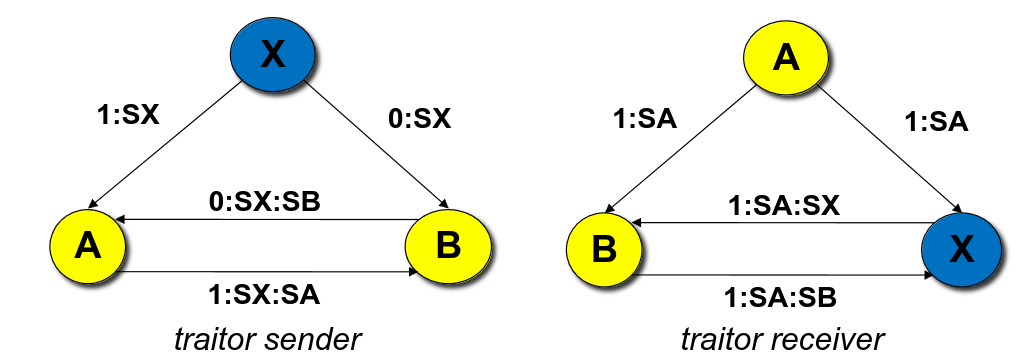 X
1:SX
0:SX
0:SX:SB
A
B
1:SX:SA
traitor sender
A
1:SA
1:SA
1:SA:SX
B
X
1:SA:SB
traitor receiver